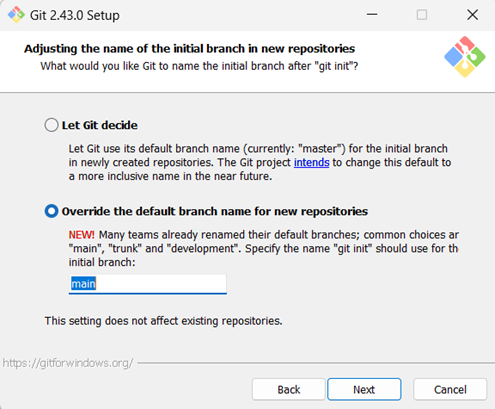 Git 2.43.0 Setup
Adjusting the name of the initial branch in new repositories
What would you like Git to name the initial branch after "git init"?
Let Git decide
Let Git use its default branch name (currently: "master") for the initial branch
in newly created repositories. The Git project intends to change this default to
a more inclusive name in the near future.
Override the default branch name for new repositories
NEW! Many teams already renamed their default branches; common choices ar
"main", "trunk" and "development". Specify the name "git init" should use for th
initial branch:
main
This setting does not affect existing repositories.
https://gitforwindows.org/
Back
Next
Cancel